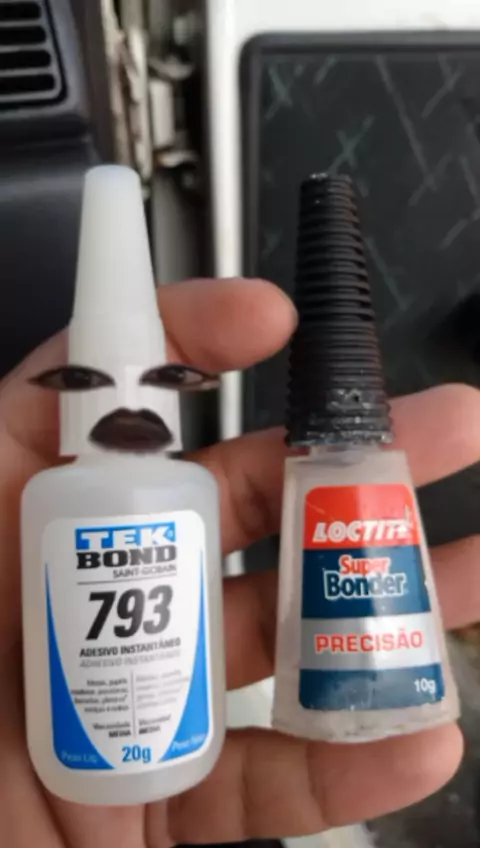 TEK
BOND
SAINT-GOBAIN
793
ADESIVO INSTANTÂNEO
ADHESIVO INSTANTÁNEO
Viscosidade
MÉDIA
Viscosidad
MEDIA
20g
LOCTITE
Super
Bonder
PRECISÃO
10g